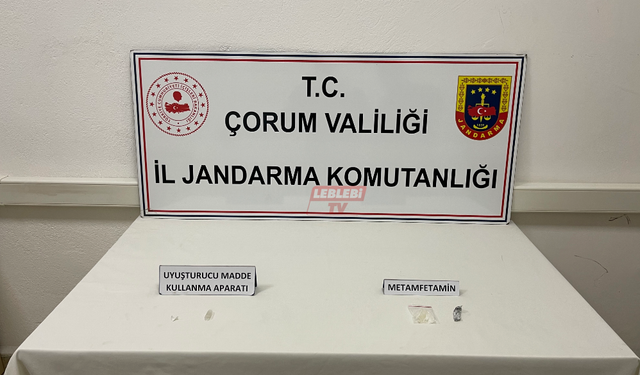 T.C.
ÇORUM VALİLİĞİ
İL JANDARMA KOMUTANLIĞI
JANDARMA
LEBLEBİ
TV
UYUŞTURUCU MADDE
KULLANMA APARATI
METAMFETAMİN